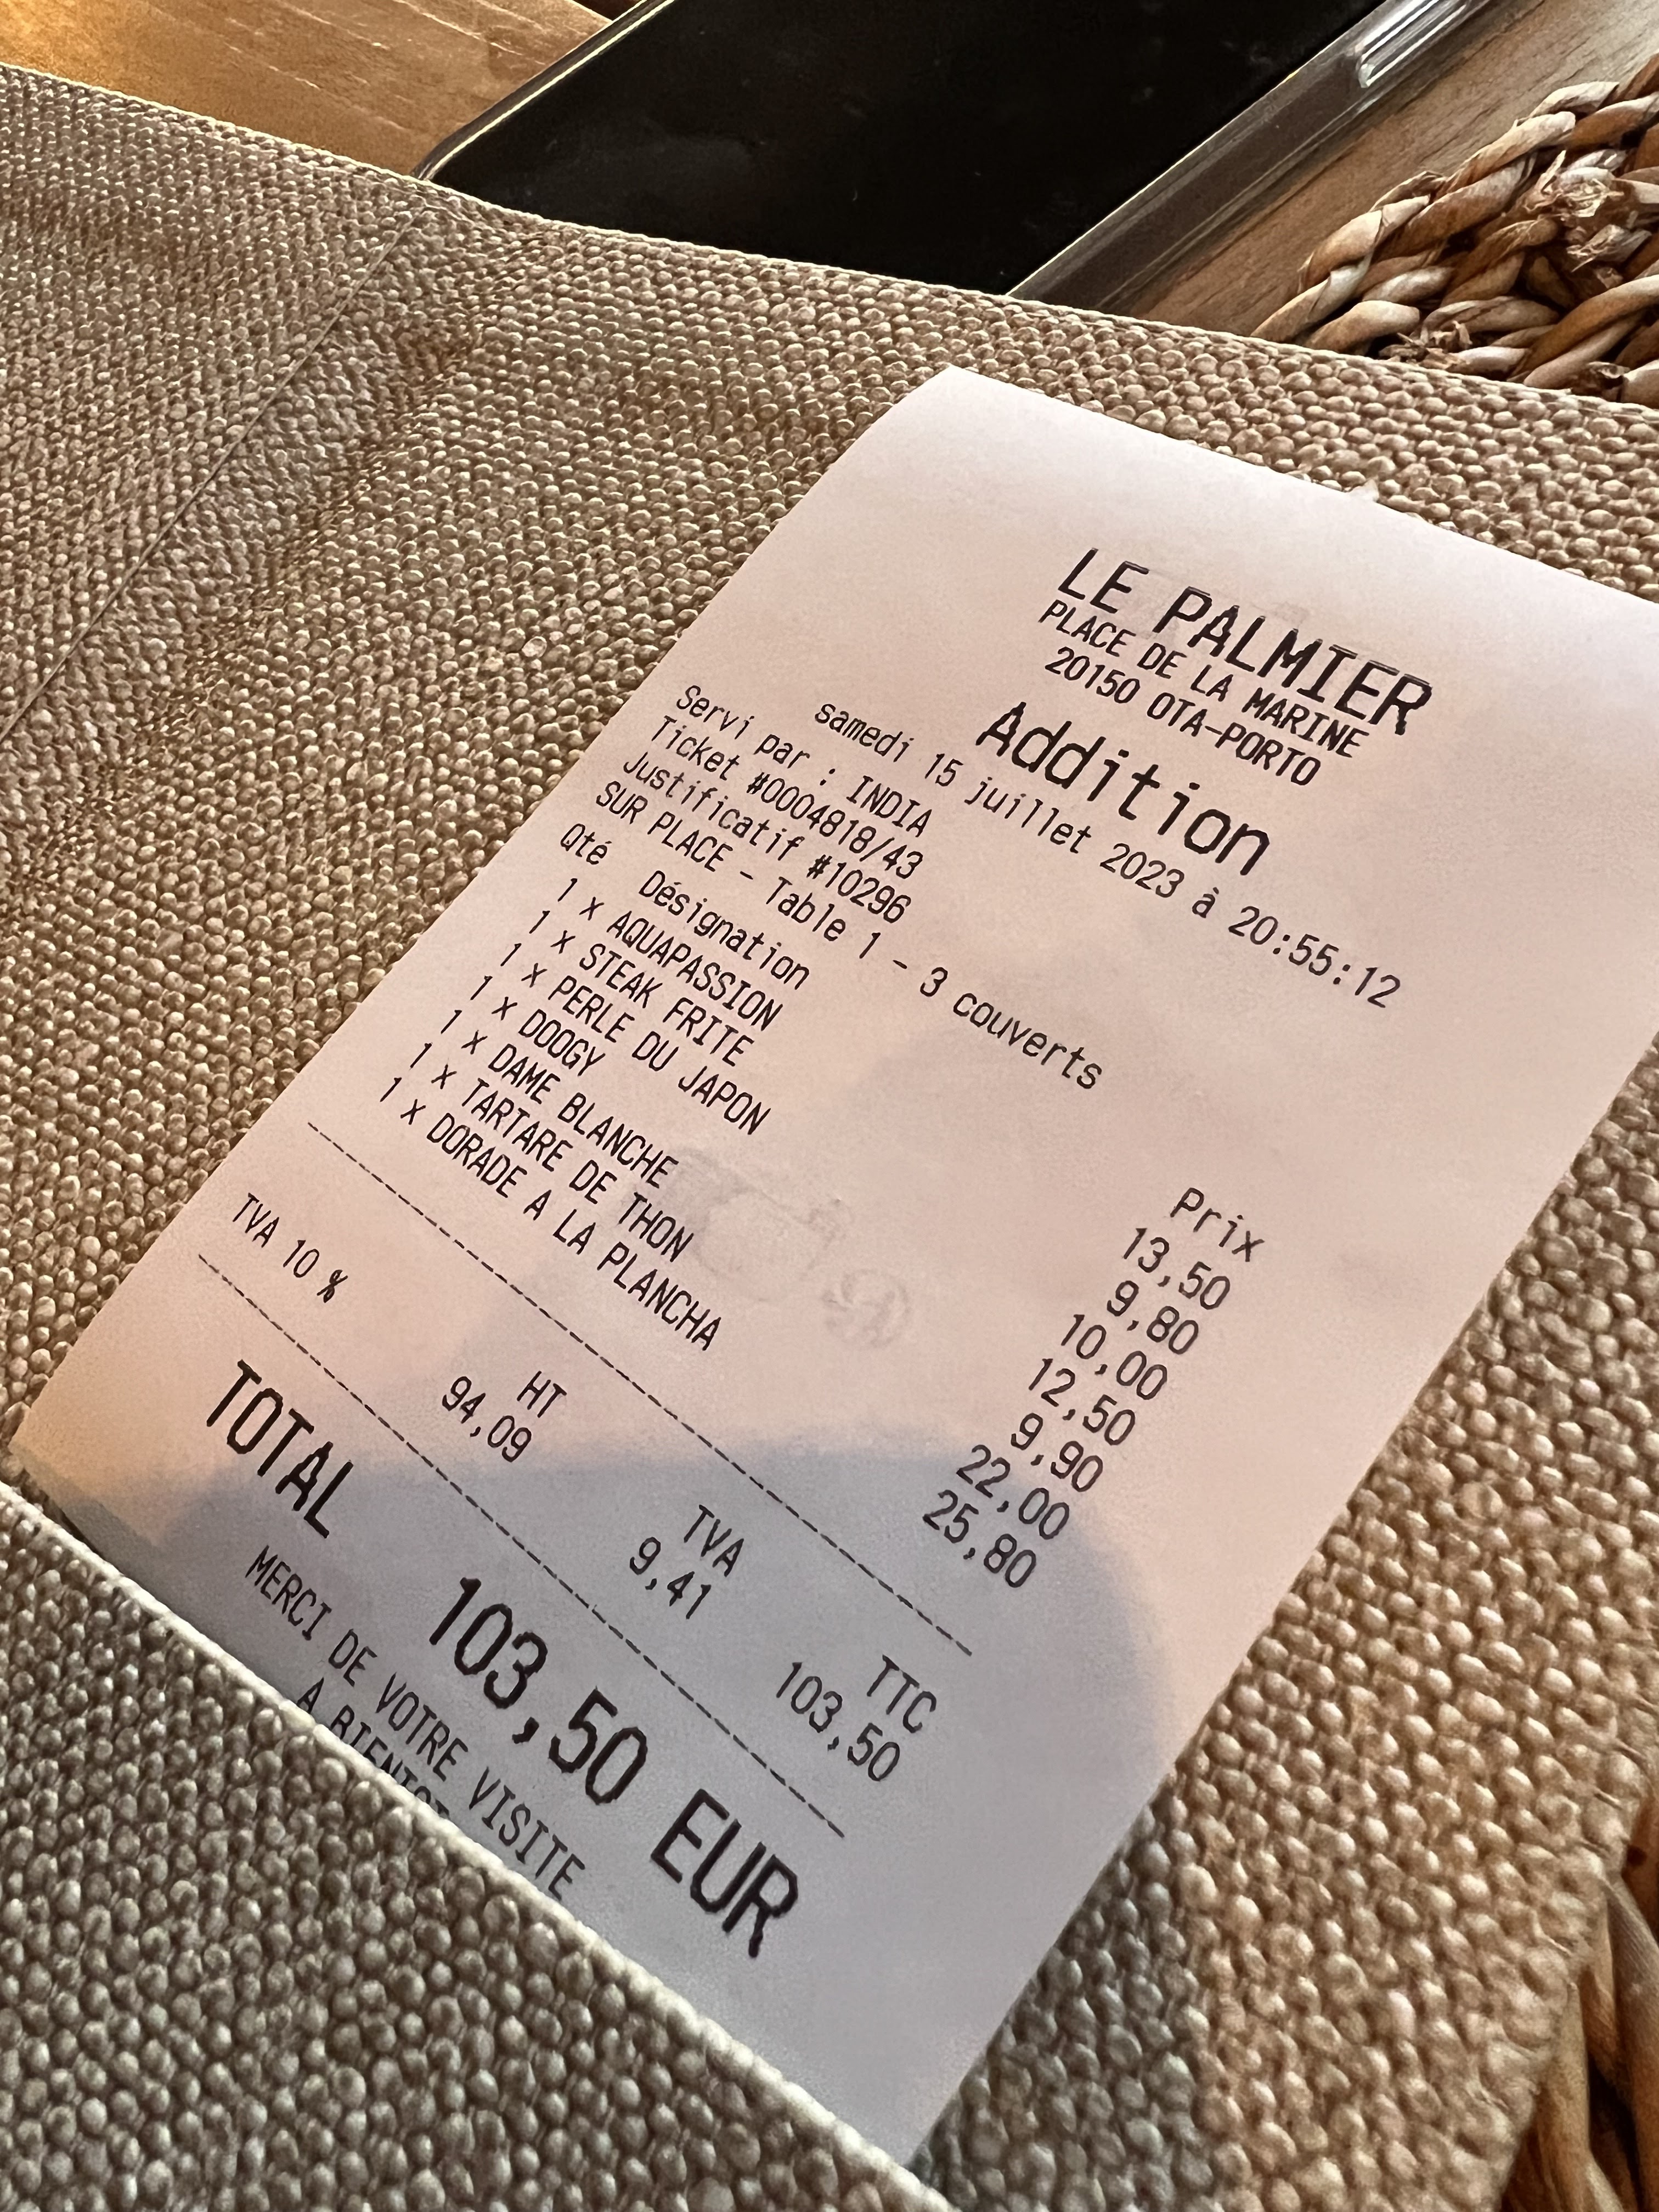 LE PALMIER
PLACE DE LA MARINE
20150 OTA-PORTO
Addition
samedi 15 juillet 2023 à 20:55:12
Servi par : INDIA
Ticket #0004818/43
Justificatif #10296
SUR PLACE - Table 1 - 3 couverts
Qté Désignation Prix
1 x AQUAPASSION 13,50
1 x STEAK FRITE 9,80
1 x PERLE DU JAPON 10,00
1 x DOOGY 12,50
1 x DAME BLANCHE 9,90
1 x TARTARE DE THON 22,00
1 x DORADE A LA PLANCHA 25,80
HT TVA TTC
TVA 10 % 94,09 9,41 103,50
TOTAL 103,50 EUR
MERCI DE VOTRE VISITE
A BIENTOT